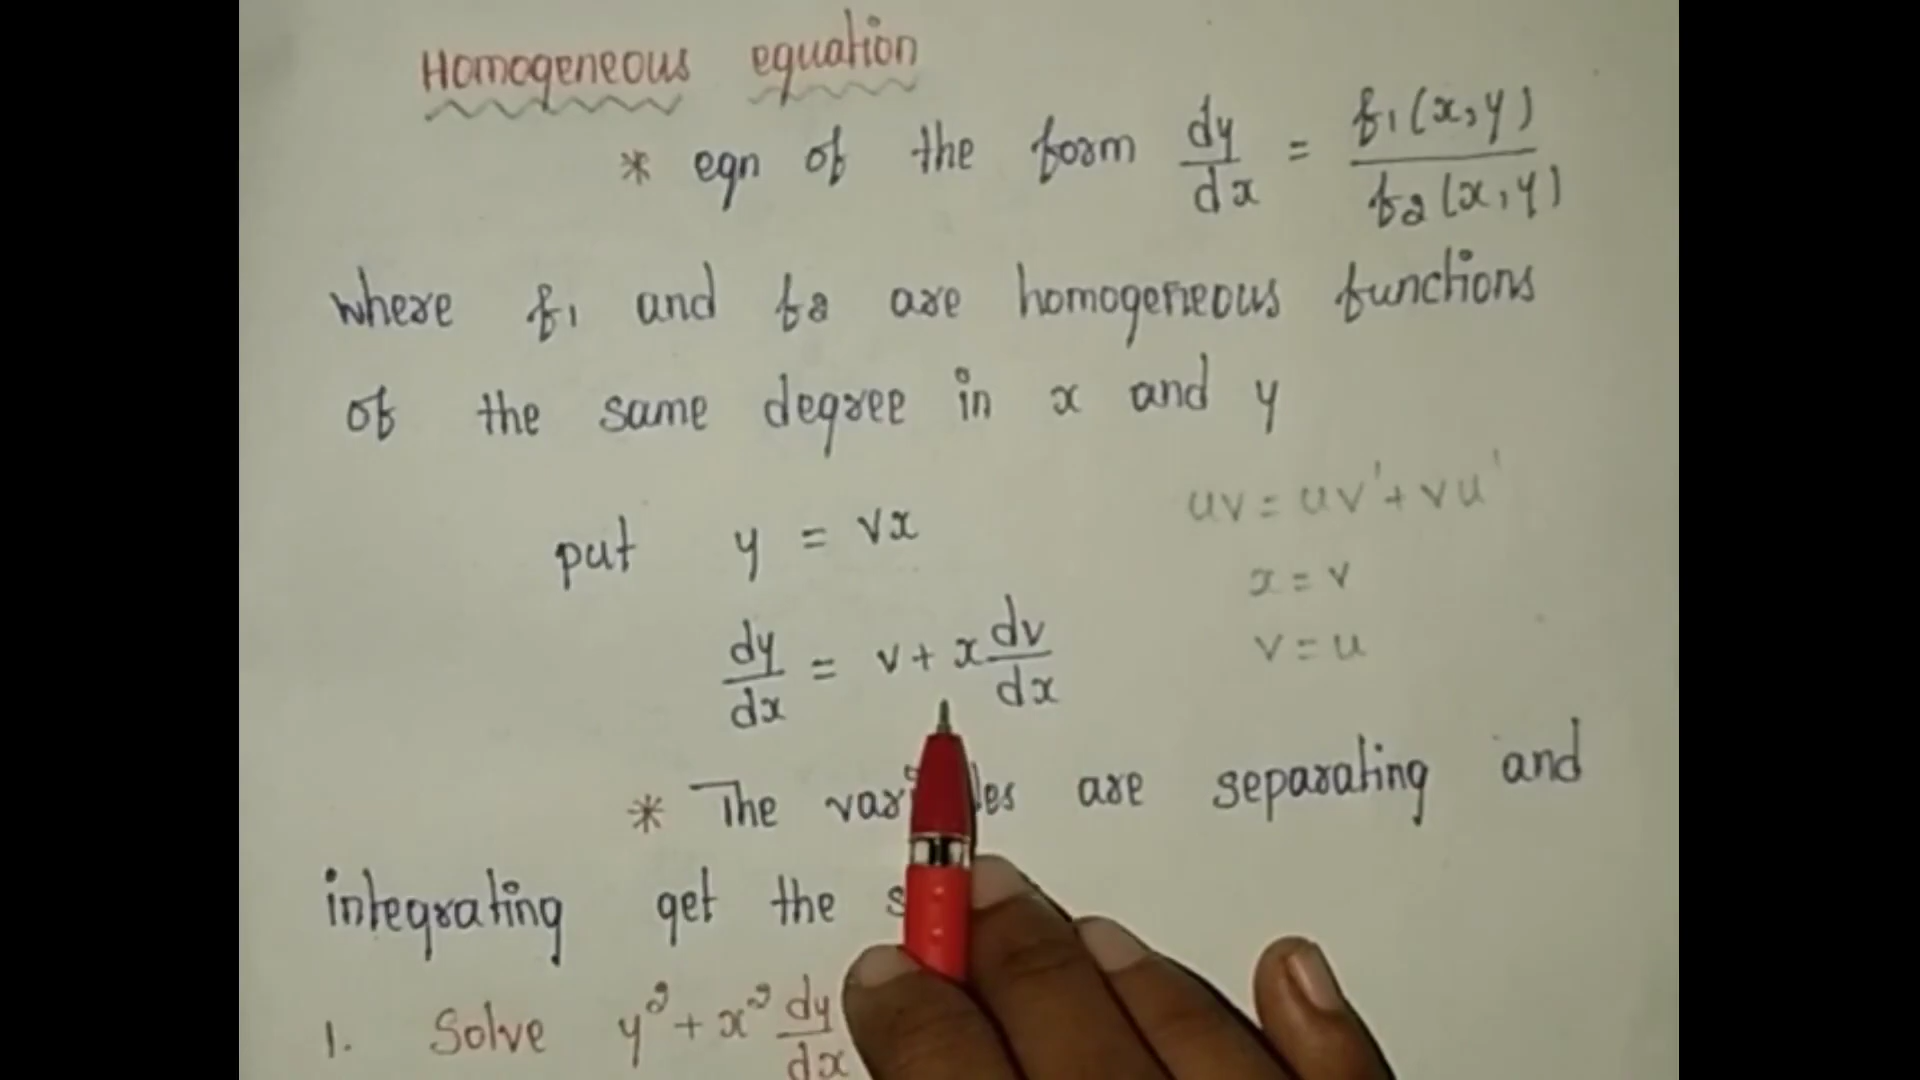 Homogeneous equation
* eqn of the form dy/dx = f1(x,y)/f2(x,y)
where f1 and f2 are homogeneous functions
of the same degree in x and y
put y = vx
uv = uv' + vu'
x = v
v = u
dy/dx = v + x dv/dx
* The are separating and
integrating get the
1. Solve y² + x² dy/dx